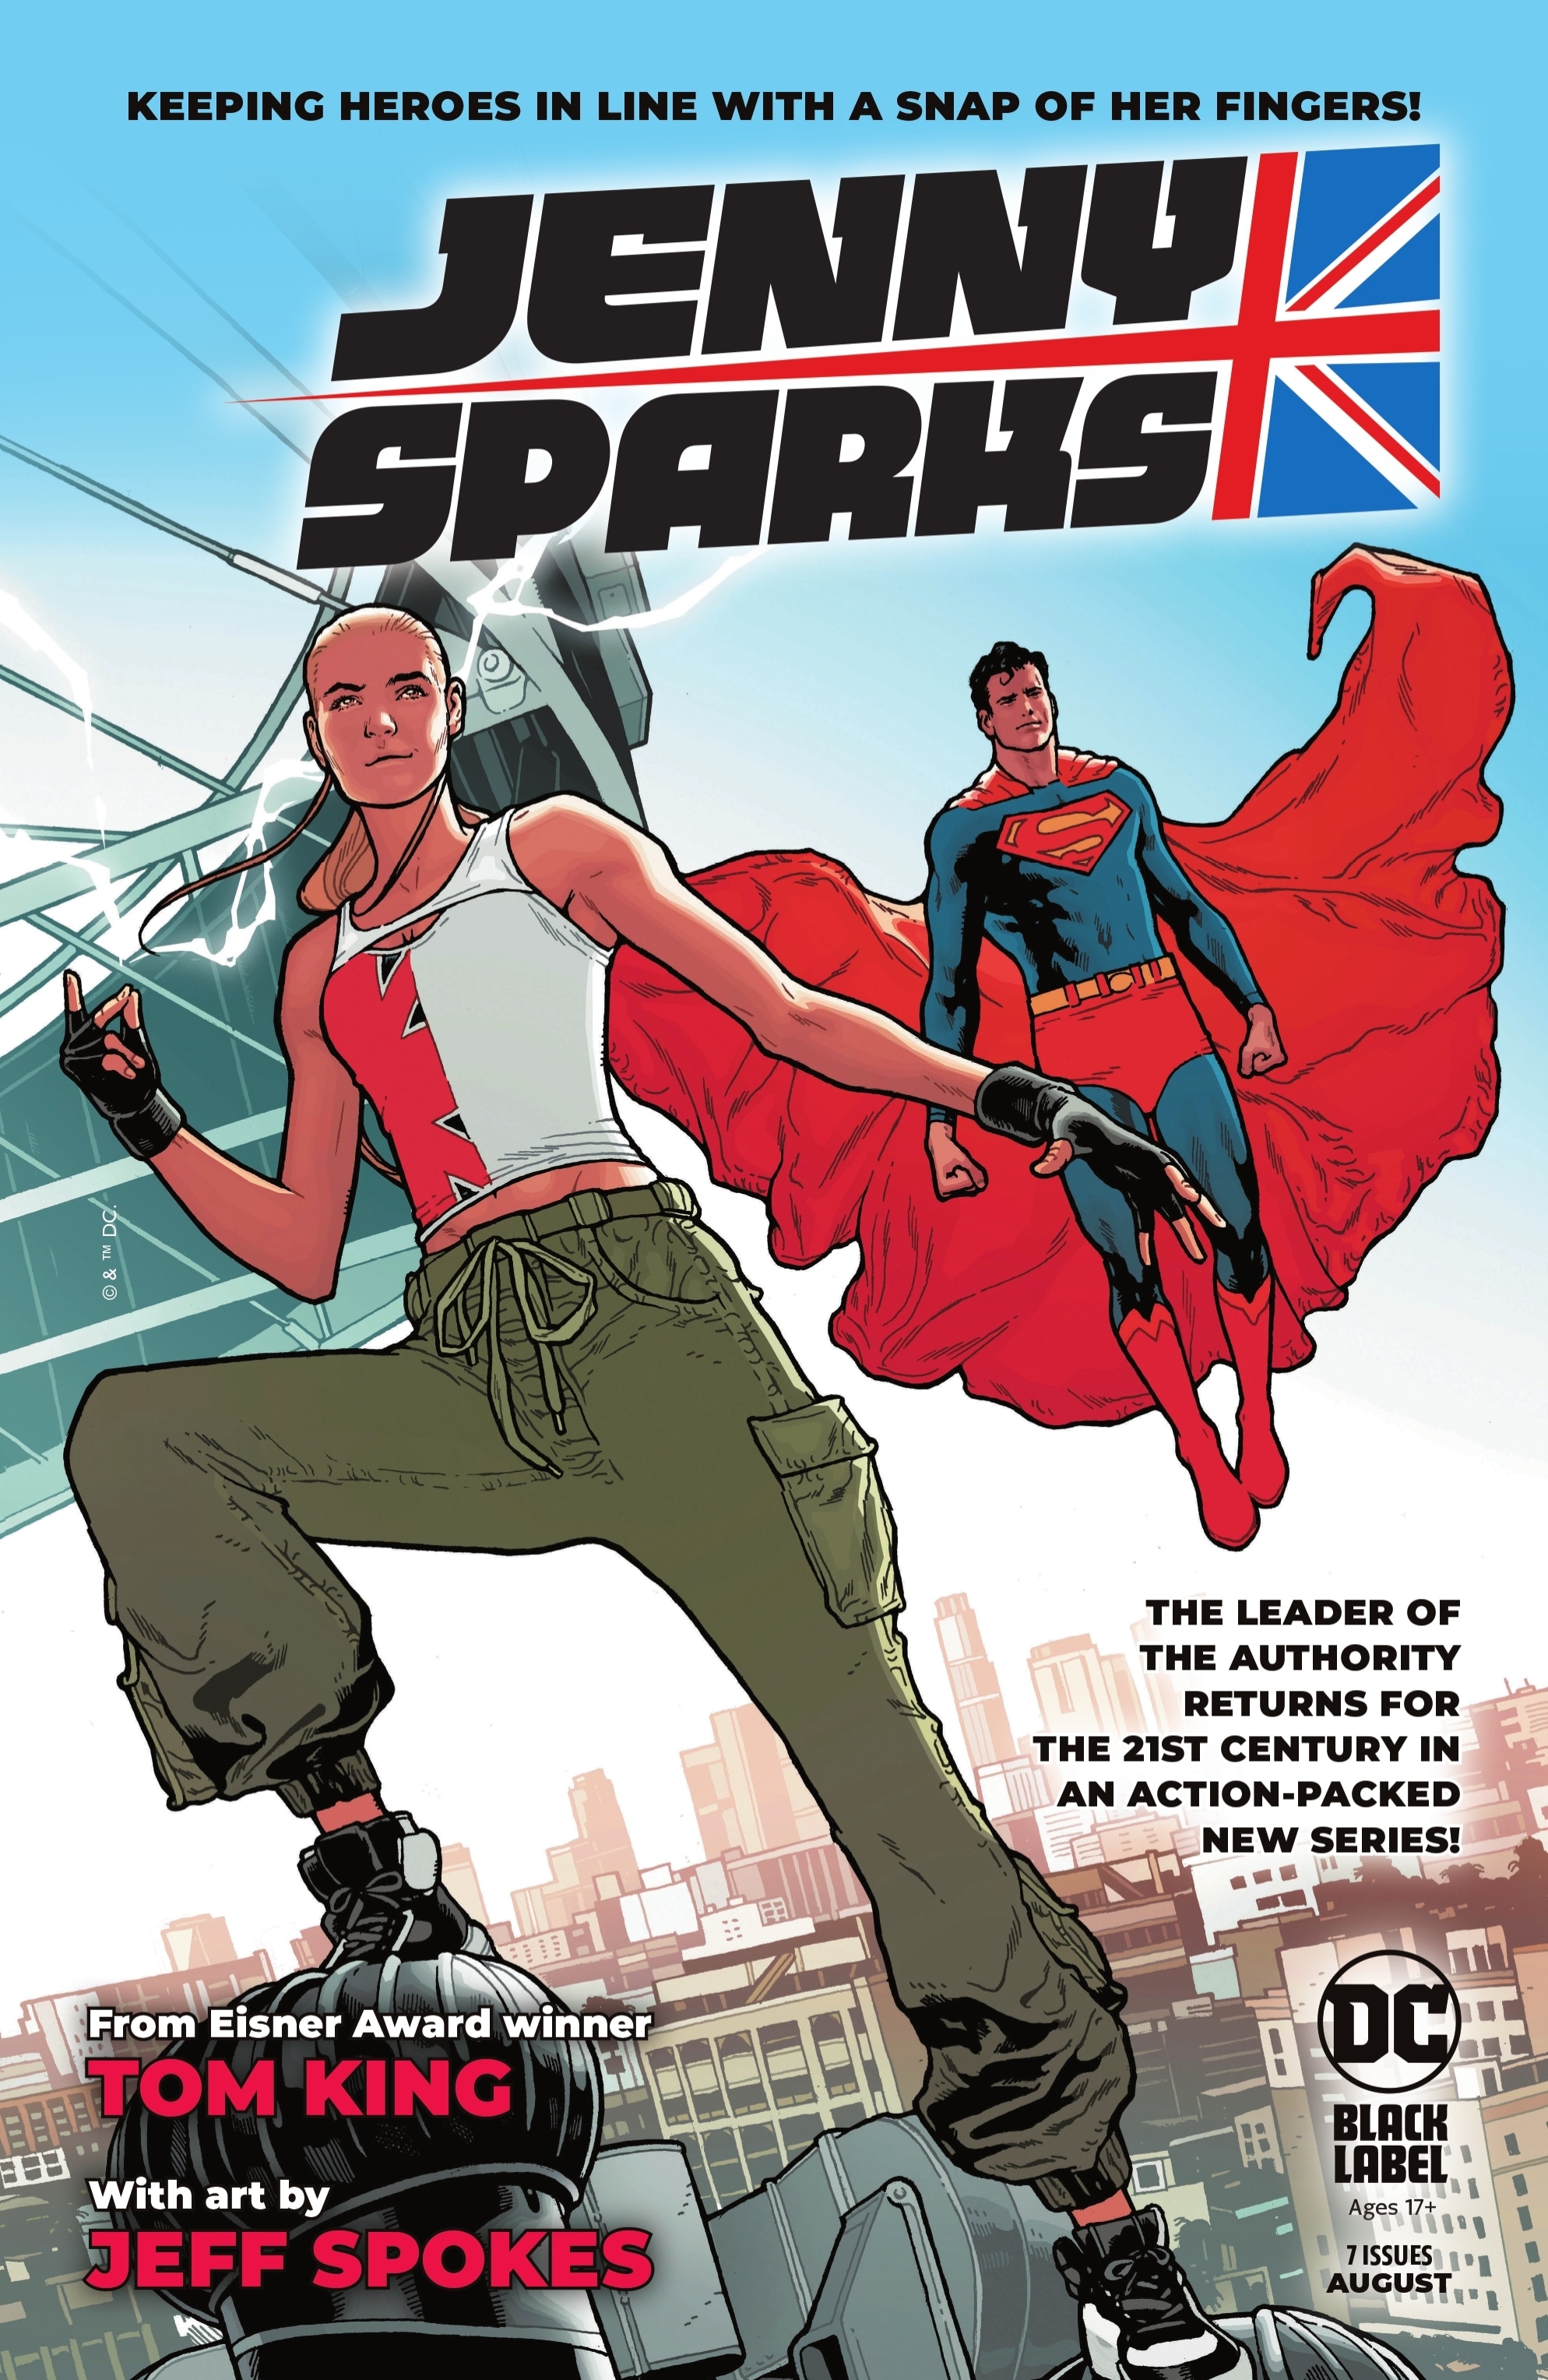 KEEPING HEROES IN LINE WITH A SNAP OF HER FINGERS!
JENNY
SPARKS
© & ™ DC.
THE LEADER OF
THE AUTHORITY
RETURNS FOR
THE 21ST CENTURY IN
AN ACTION-PACKED
NEW SERIES!
From Eisner Award winner
TOM KING
With art by
JEFF SPOKES
DC
BLACK
LABEL
Ages 17+
7 ISSUES
AUGUST